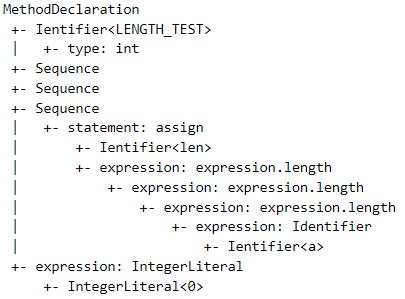 MethodDeclaration
+- Ientifier<LENGTH_TEST>
| +- type: int
+- Sequence
+- Sequence
+- Sequence
| +- statement: assign
| +- Ientifier<len>
| +- expression: expression.length
| +- expression: expression.length
| +- expression: expression.length
| +- expression: Identifier
| +- Ientifier<a>
+- expression: IntegerLiteral
+- IntegerLiteral<0>